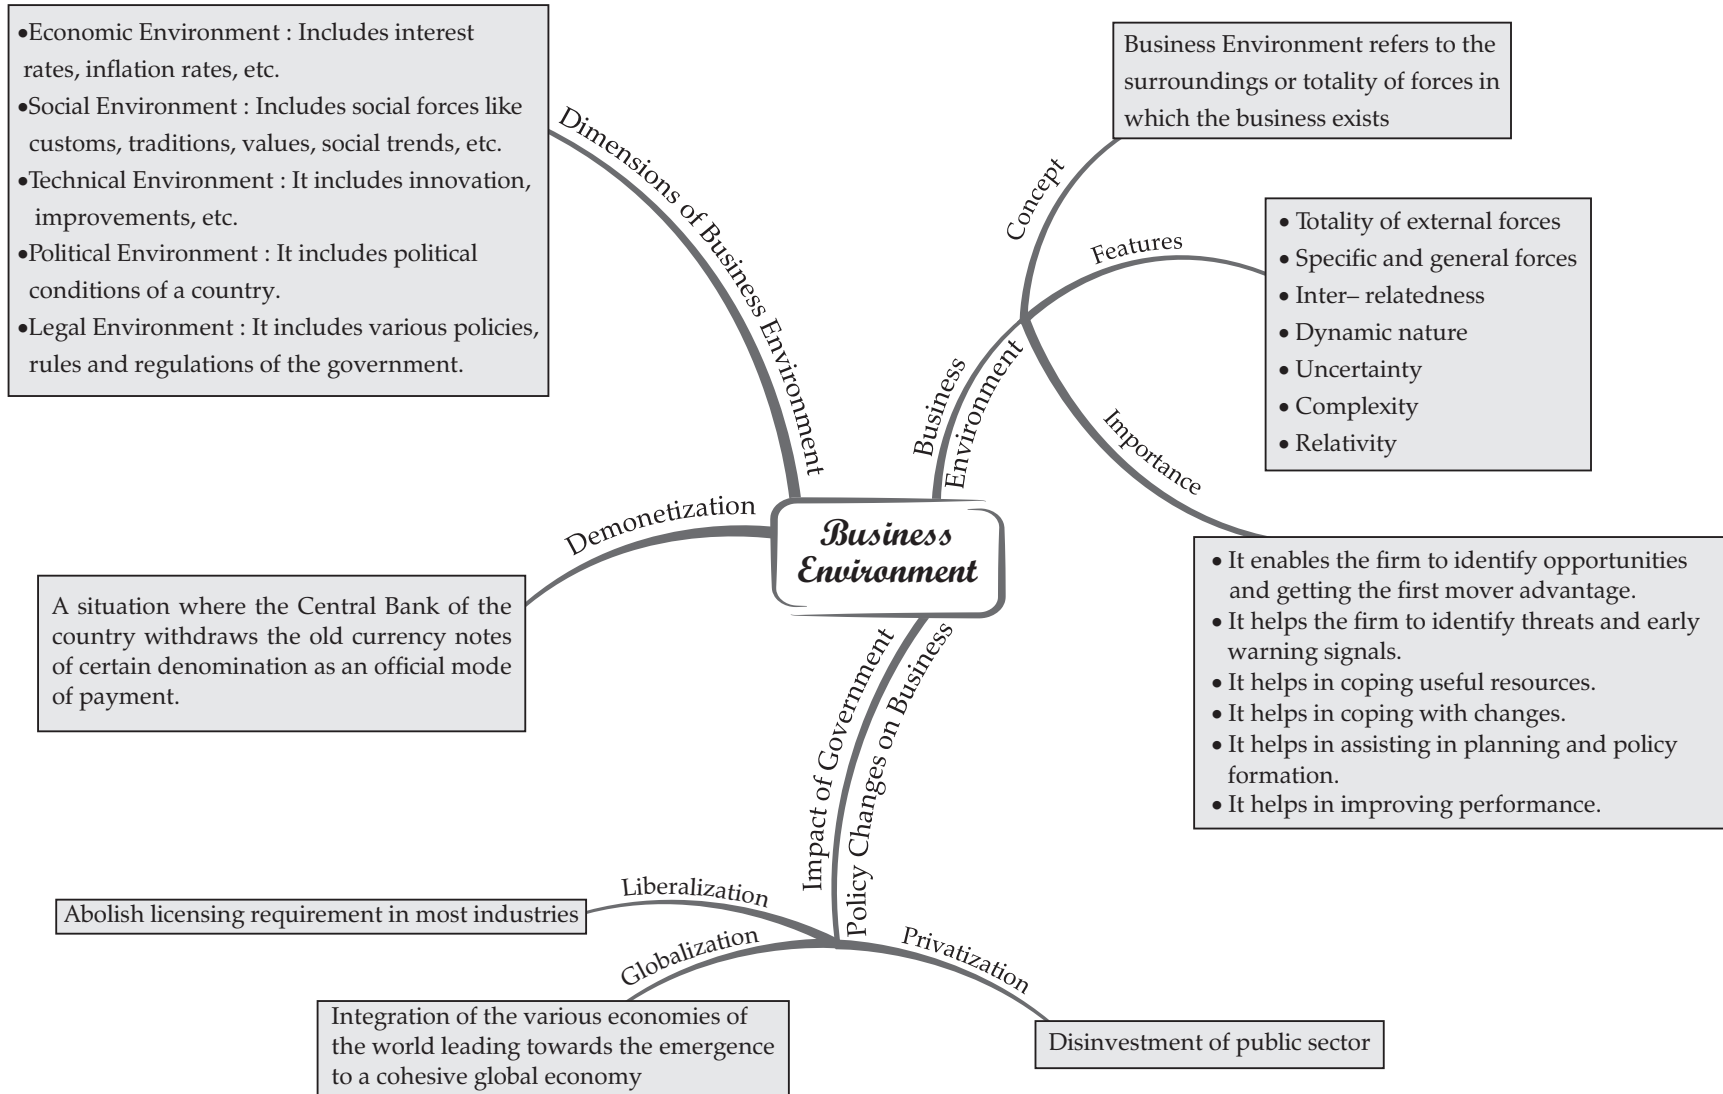 •Economic Environment : Includes interest
rates, inflation rates, etc.
•Social Environment : Includes social forces like
customs, traditions, values, social trends, etc.
•Technical Environment : It includes innovation,
improvements, etc.
•Political Environment : It includes political
conditions of a country.
•Legal Environment : It includes various policies,
rules and regulations of the government.
Dimensions of Business Environment
Business Environment refers to the
surroundings or totality of forces in
which the business exists
Concept
Features
• Totality of external forces
• Specific and general forces
• Inter– relatedness
• Dynamic nature
• Uncertainty
• Complexity
• Relativity
Business
Environment
Importance
• It enables the firm to identify opportunities
and getting the first mover advantage.
• It helps the firm to identify threats and early
warning signals.
• It helps in coping useful resources.
• It helps in coping with changes.
• It helps in assisting in planning and policy
formation.
• It helps in improving performance.
Business
Environment
Demonetization
A situation where the Central Bank of the
country withdraws the old currency notes
of certain denomination as an official mode
of payment.
Impact of Government
Policy Changes on Business
Liberalization
Abolish licensing requirement in most industries
Globalization
Integration of the various economies of
the world leading towards the emergence
to a cohesive global economy
Privatization
Disinvestment of public sector